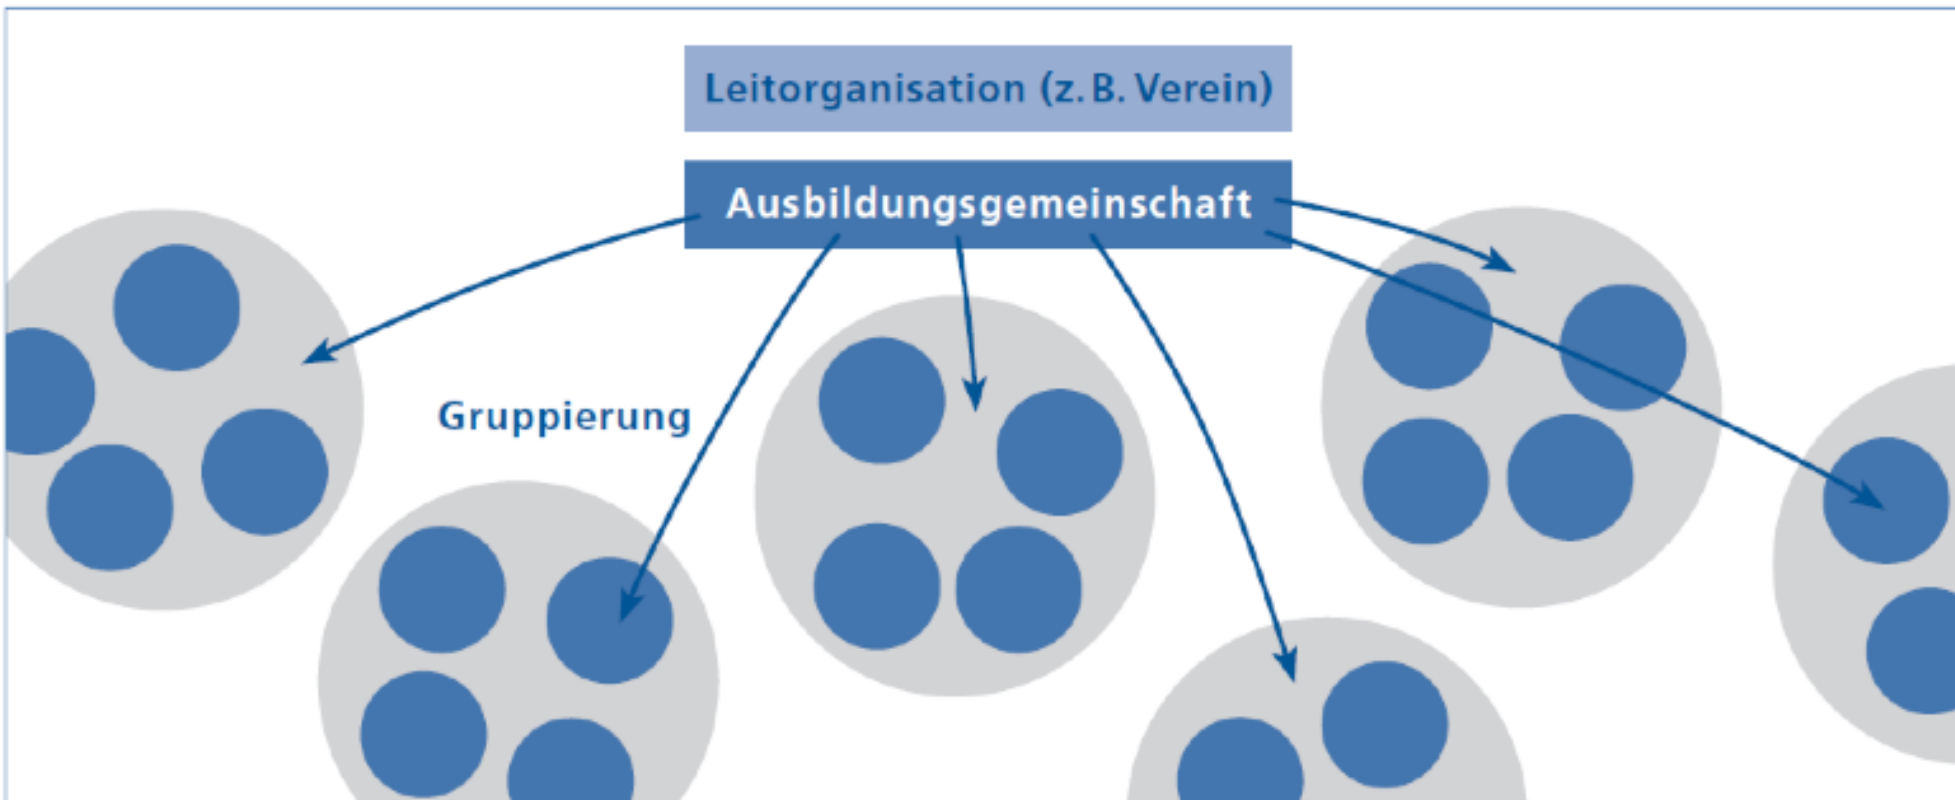 Leitorganisation (z. B. Verein)
Ausbildungsgemeinschaft
Gruppierung